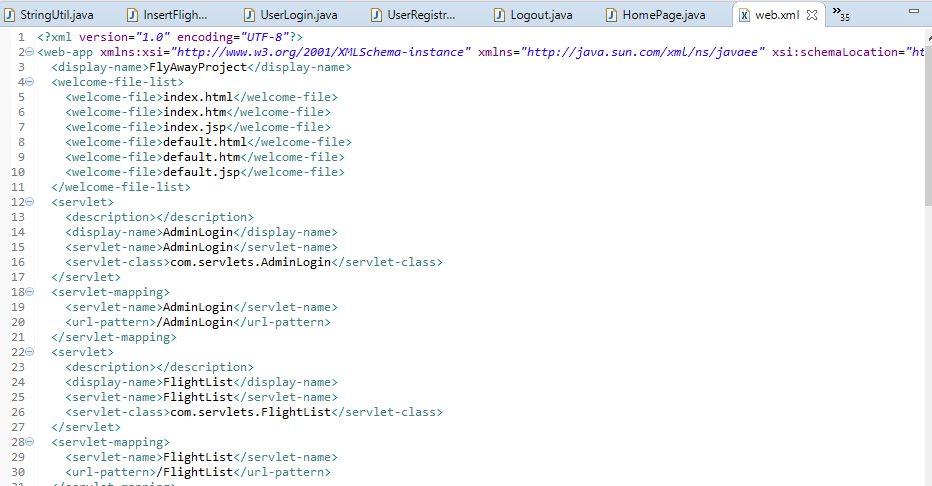 StringUtil.java InsertFligh... UserLogin.java UserRegistr... Logout.java HomePage.java web.xml »35
1 <?xml version="1.0" encoding="UTF-8"?>
2 <web-app xmlns:xsi="http://www.w3.org/2001/XMLSchema-instance" xmlns="http://java.sun.com/xml/ns/javaee" xsi:schemaLocation="ht
3 <display-name>FlyAwayProject</display-name>
4 <welcome-file-list>
5 <welcome-file>index.html</welcome-file>
6 <welcome-file>index.htm</welcome-file>
7 <welcome-file>index.jsp</welcome-file>
8 <welcome-file>default.html</welcome-file>
9 <welcome-file>default.htm</welcome-file>
10 <welcome-file>default.jsp</welcome-file>
11 </welcome-file-list>
12 <servlet>
13 <description></description>
14 <display-name>AdminLogin</display-name>
15 <servlet-name>AdminLogin</servlet-name>
16 <servlet-class>com.servlets.AdminLogin</servlet-class>
17 </servlet>
18 <servlet-mapping>
19 <servlet-name>AdminLogin</servlet-name>
20 <url-pattern>/AdminLogin</url-pattern>
21 </servlet-mapping>
22 <servlet>
23 <description></description>
24 <display-name>FlightList</display-name>
25 <servlet-name>FlightList</servlet-name>
26 <servlet-class>com.servlets.FlightList</servlet-class>
27 </servlet>
28 <servlet-mapping>
29 <servlet-name>FlightList</servlet-name>
30 <url-pattern>/FlightList</url-pattern>